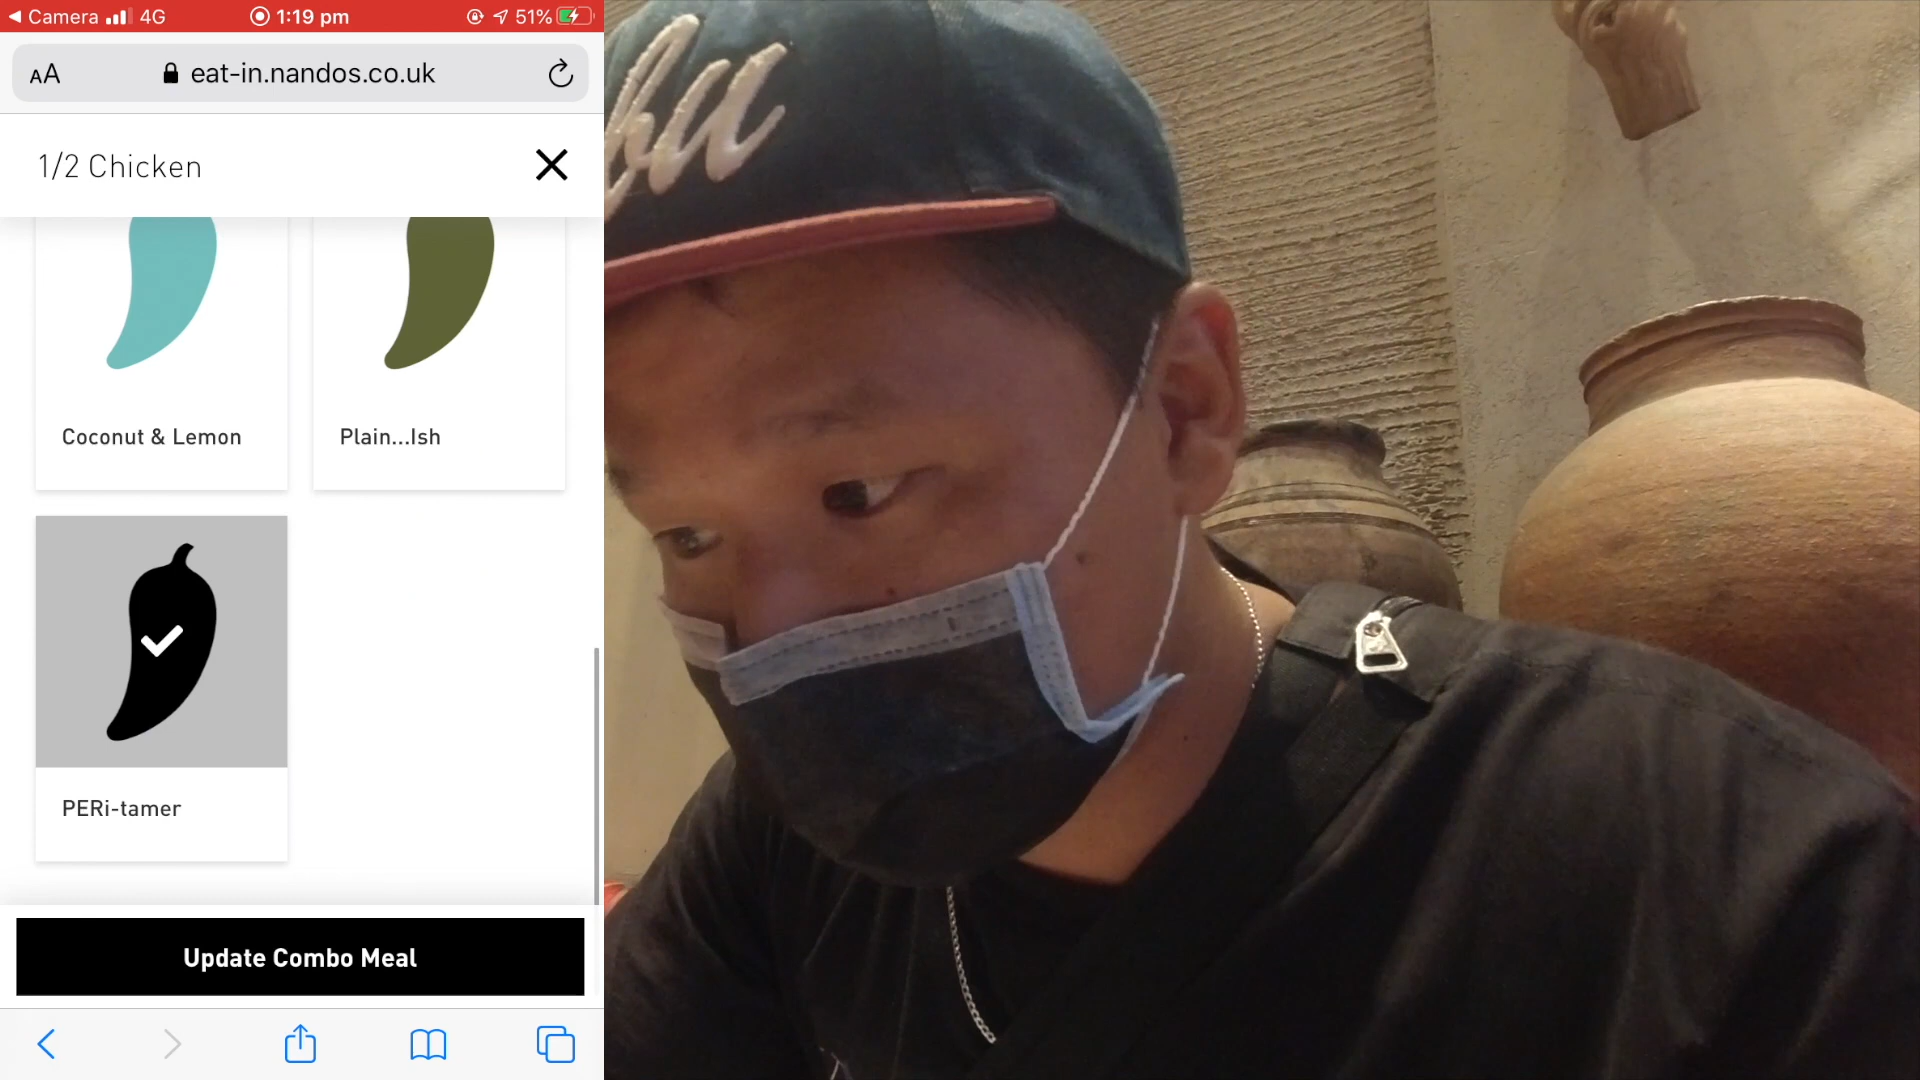 Camera 4G 1:19 pm 51%
AA eat-in.nandos.co.uk
1/2 Chicken
Coconut & Lemon
Plain...Ish
PERi-tamer
Update Combo Meal